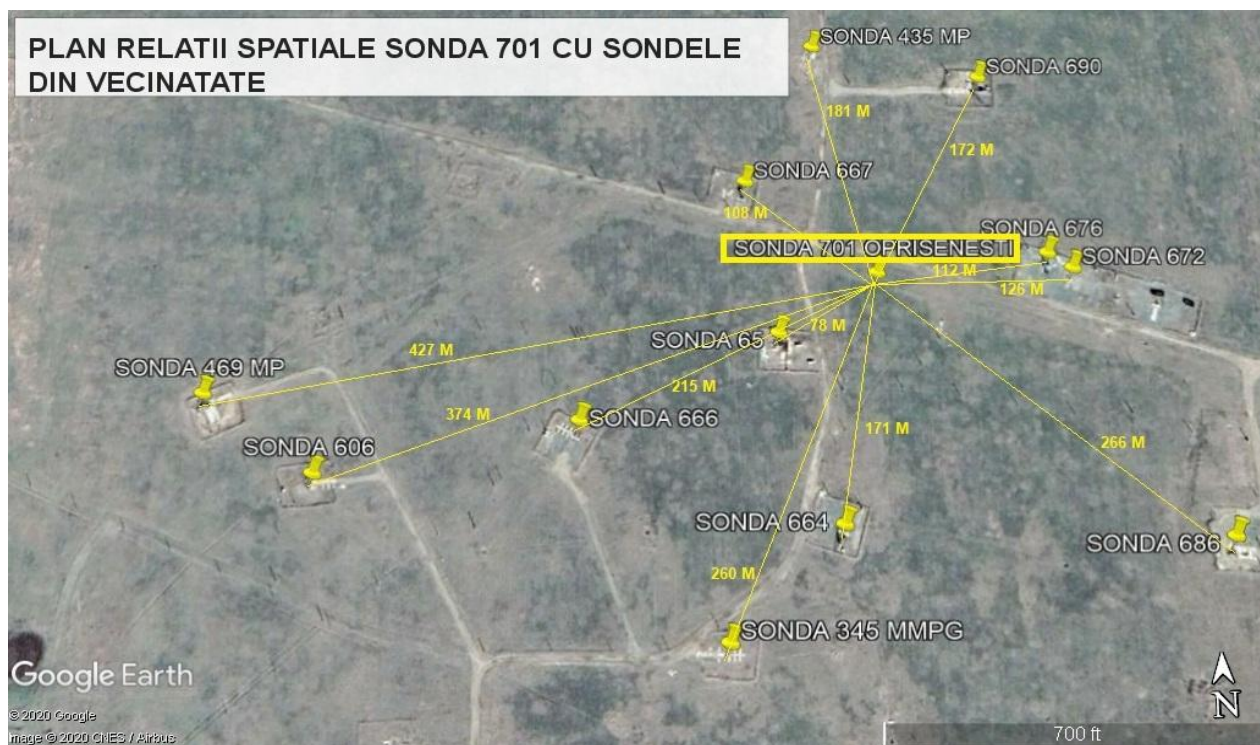 PLAN RELATII SPATIALE SONDA 701 CU SONDELE
DIN VECINATATE
SONDA 435 MP
SONDA 690
181 M
172 M
SONDA 667
108 M
SONDA 676
SONDA 701 OPRISENESTI
SONDA 672
112 M
126 M
78 M
SONDA 65
427 M
SONDA 469 MP
215 M
374 M
SONDA 666
171 M
266 M
SONDA 606
SONDA 664
SONDA 686
260 M
SONDA 345 MMPG
Google Earth
N
© 2020 Google
Image © 2020 CNES / Airbus
700 ft